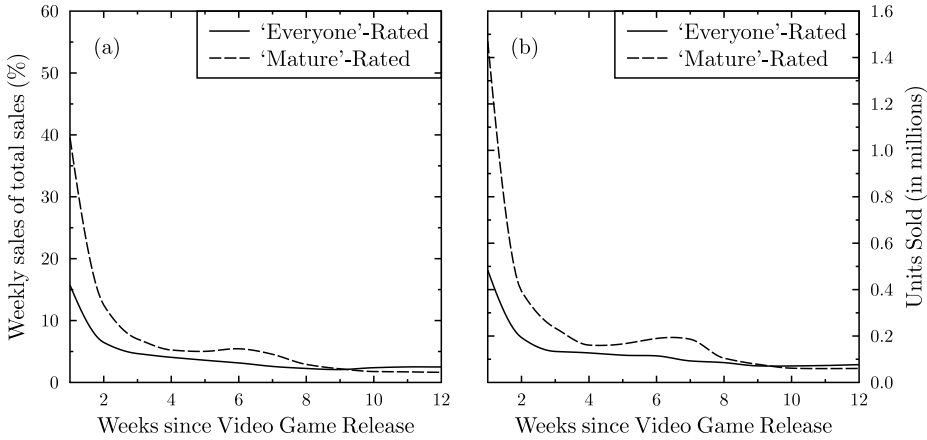 (a)
'Everyone'-Rated
'Mature'-Rated
Weekly sales of total sales (%)
60
50
40
30
20
10
0
2 4 6 8 10 12
Weeks since Video Game Release
(b)
'Everyone'-Rated
'Mature'-Rated
1.6
1.4
1.2
1.0
0.8
0.6
0.4
0.2
0.0
Units Sold (in millions)
2 4 6 8 10 12
Weeks since Video Game Release